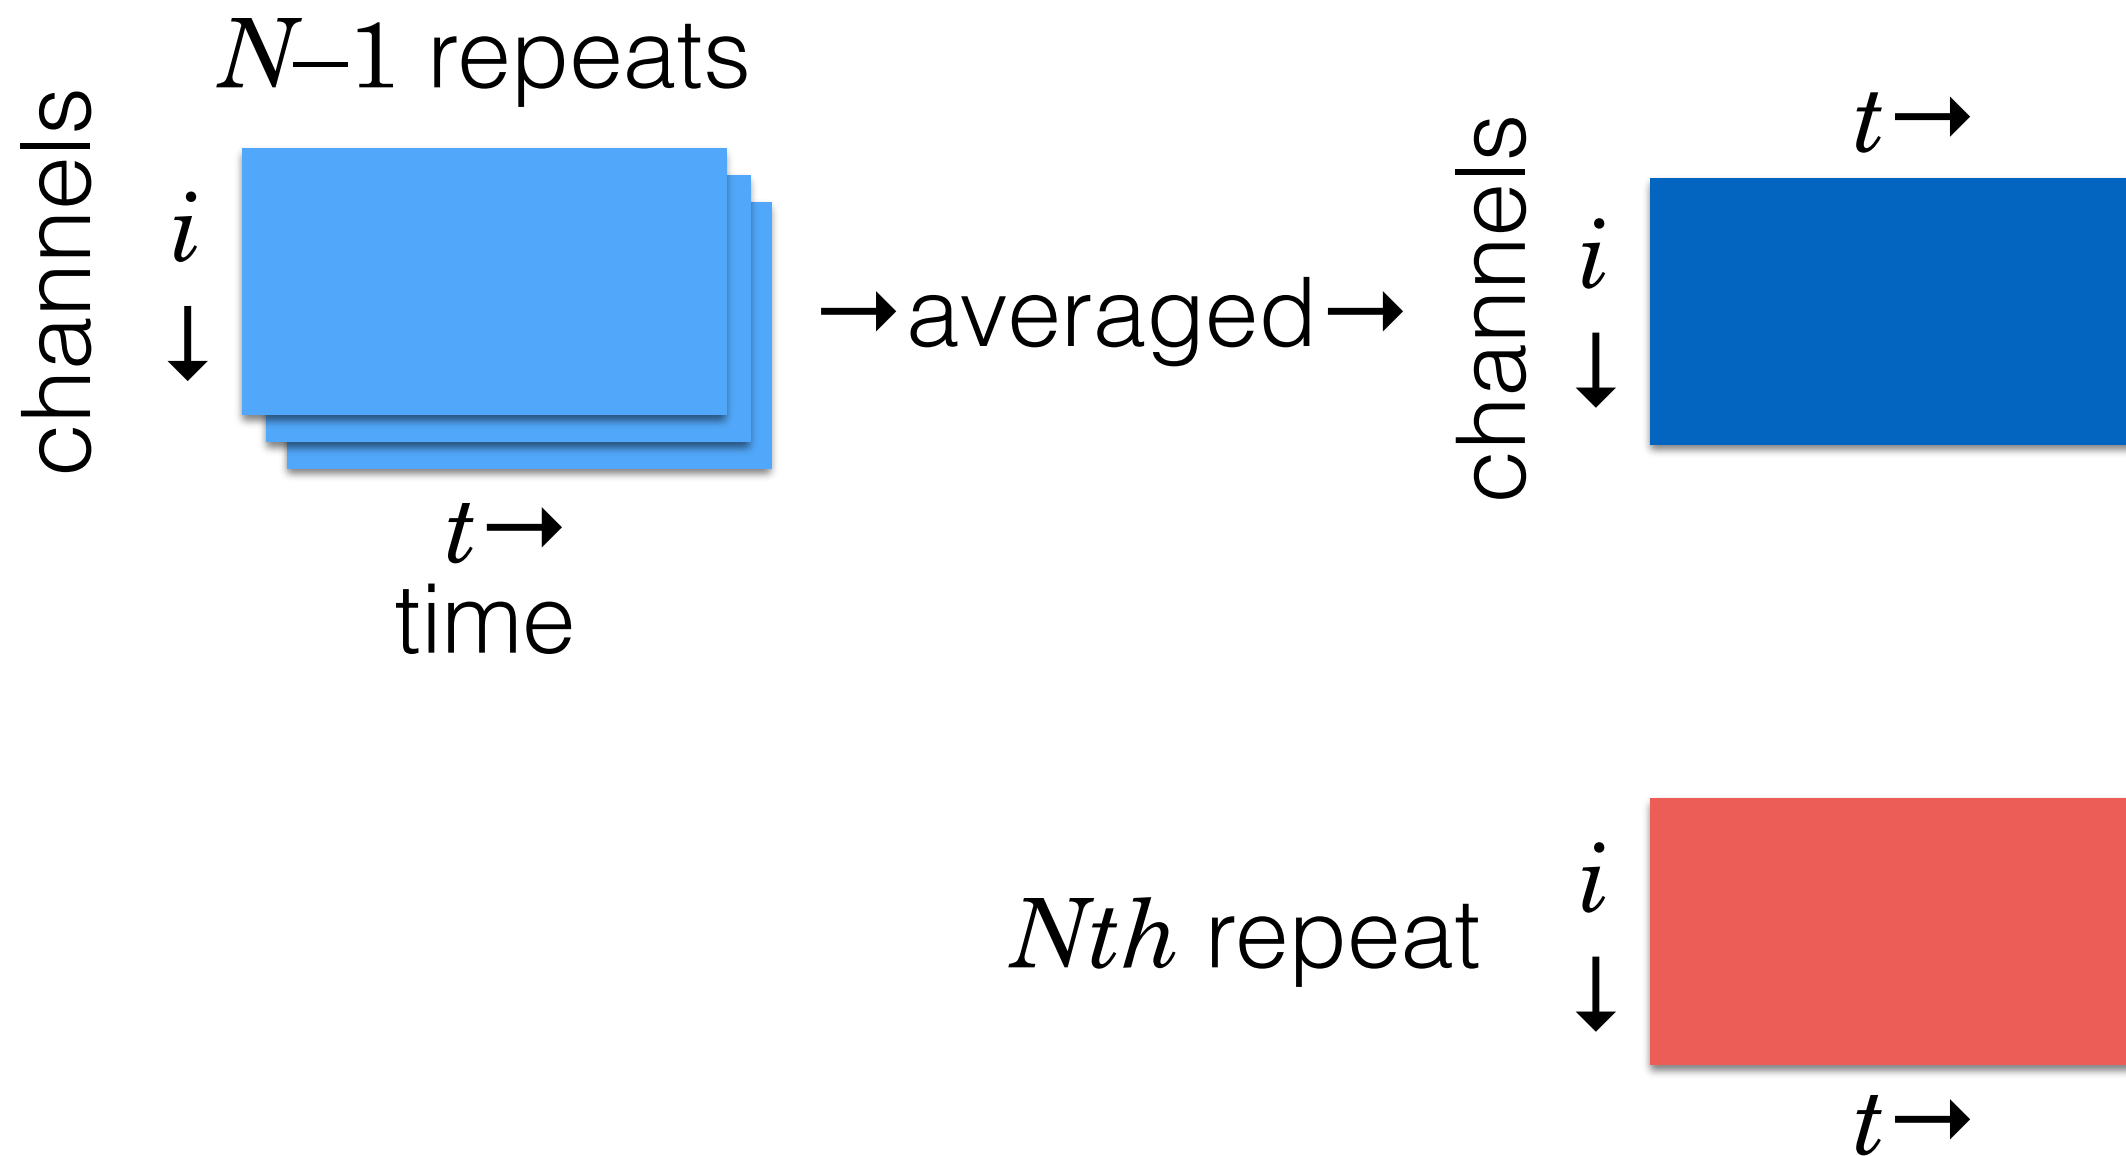 N–1 repeats
channels
i
↓
t→
time
→averaged→
channels
i
↓
t→
Nth repeat
i
↓
t→